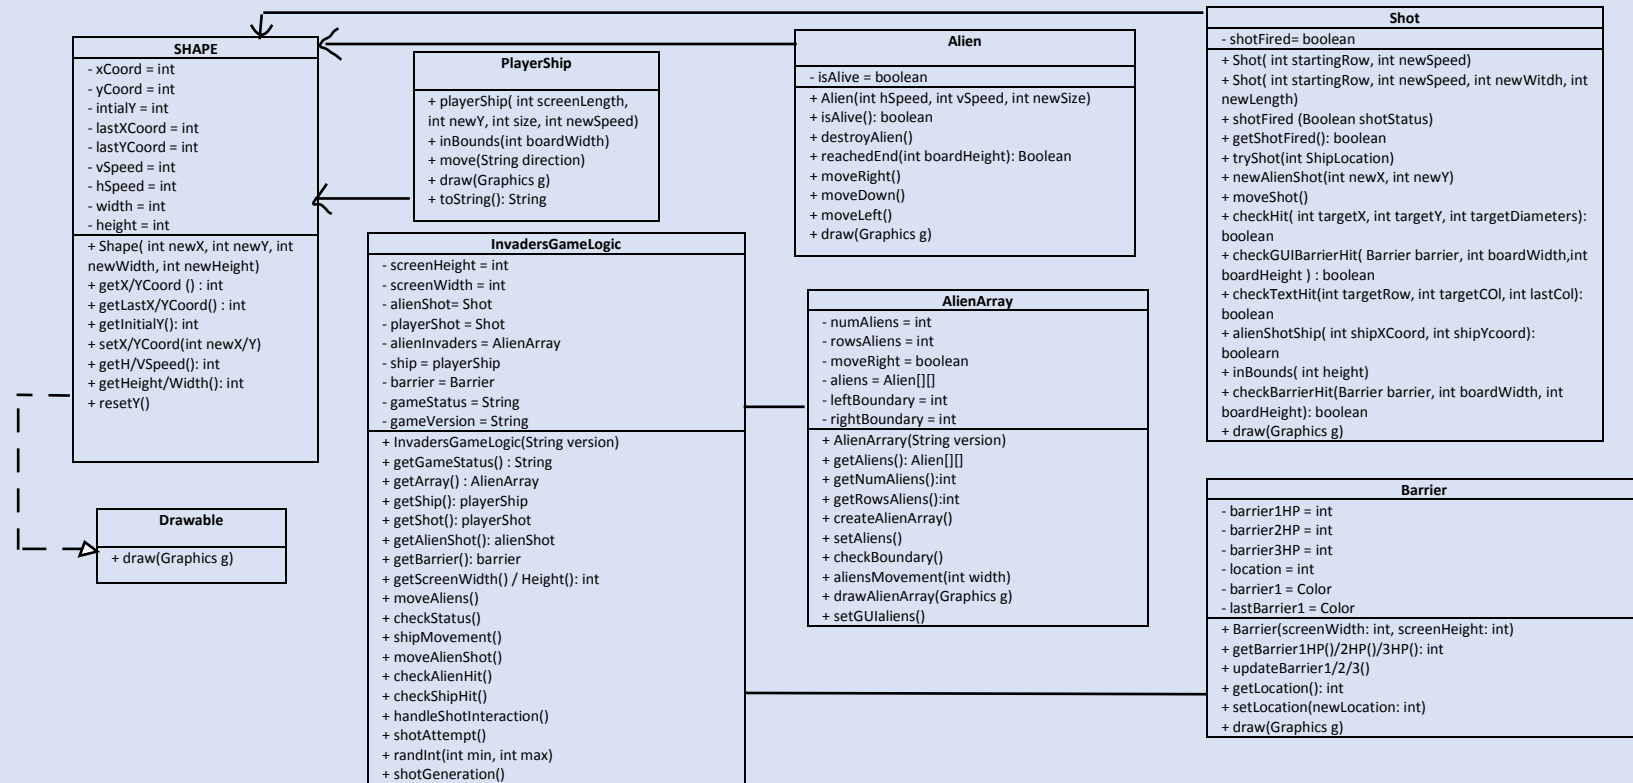 SHAPE
- xCoord = int
- yCoord = int
- intialY = int
- lastXCoord = int
- lastYCoord = int
- vSpeed = int
- hSpeed = int
- width = int
- height = int
+ Shape( int newX, int newY, int
newWidth, int newHeight)
+ getX/YCoord () : int
+ getLastX/YCoord() : int
+ getInitialY(): int
+ setX/YCoord(int newX/Y)
+ getH/VSpeed(): int
+ getHeight/Width(): int
+ resetY()
Drawable
+ draw(Graphics g)
PlayerShip
+ playerShip( int screenLength,
int newY, int size, int newSpeed)
+ inBounds(int boardWidth)
+ move(String direction)
+ draw(Graphics g)
+ toString(): String
InvadersGameLogic
- screenHeight = int
- screenWidth = int
- alienShot= Shot
- playerShot = Shot
- alienInvaders = AlienArray
- ship = playerShip
- barrier = Barrier
- gameStatus = String
- gameVersion = String
+ InvadersGameLogic(String version)
+ getGameStatus() : String
+ getArray() : AlienArray
+ getShip(): playerShip
+ getShot(): playerShot
+ getAlienShot(): alienShot
+ getBarrier(): barrier
+ getScreenWidth() / Height(): int
+ moveAliens()
+ checkStatus()
+ shipMovement()
+ moveAlienShot()
+ checkAlienHit()
+ checkShipHit()
+ handleShotInteraction()
+ shotAttempt()
+ randInt(int min, int max)
+ shotGeneration()
Alien
- isAlive = boolean
+ Alien(int hSpeed, int vSpeed, int newSize)
+ isAlive(): boolean
+ destroyAlien()
+ reachedEnd(int boardHeight): Boolean
+ moveRight()
+ moveDown()
+ moveLeft()
+ draw(Graphics g)
AlienArray
- numAliens = int
- rowsAliens = int
- moveRight = boolean
- aliens = Alien[][]
- leftBoundary = int
- rightBoundary = int
+ AlienArrary(String version)
+ getAliens(): Alien[][]
+ getNumAliens():int
+ getRowsAliens():int
+ createAlienArray()
+ setAliens()
+ checkBoundary()
+ aliensMovement(int width)
+ drawAlienArray(Graphics g)
+ setGUIaliens()
Shot
- shotFired= boolean
+ Shot( int startingRow, int newSpeed)
+ Shot( int startingRow, int newSpeed, int newWitdh, int
newLength)
+ shotFired (Boolean shotStatus)
+ getShotFired(): boolean
+ tryShot(int ShipLocation)
+ newAlienShot(int newX, int newY)
+ moveShot()
+ checkHit( int targetX, int targetY, int targetDiameters):
boolean
+ checkGUIBarrierHit( Barrier barrier, int boardWidth,int
boardHeight ) : boolean
+ checkTextHit(int targetRow, int targetCOl, int lastCol):
boolean
+ alienShotShip( int shipXCoord, int shipYcoord):
boolearn
+ inBounds( int height)
+ checkBarrierHit(Barrier barrier, int boardWidth, int
boardHeight): boolean
+ draw(Graphics g)
Barrier
- barrier1HP = int
- barrier2HP = int
- barrier3HP = int
- location = int
- barrier1 = Color
- lastBarrier1 = Color
+ Barrier(screenWidth: int, screenHeight: int)
+ getBarrier1HP()/2HP()/3HP(): int
+ updateBarrier1/2/3()
+ getLocation(): int
+ setLocation(newLocation: int)
+ draw(Graphics g)